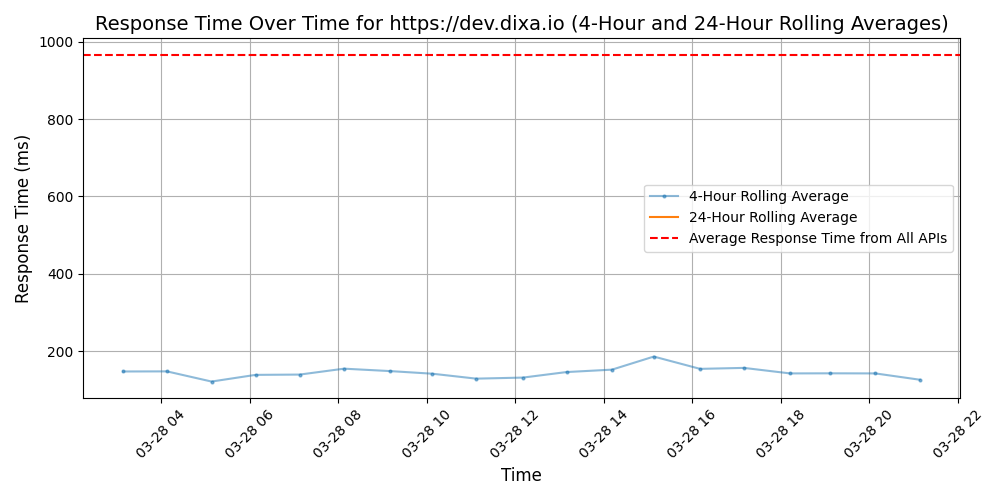 Response Time Over Time for https://dev.dixa.io (4-Hour and 24-Hour Rolling Averages)
Response Time (ms)
1000
800
600
400
200
4-Hour Rolling Average
24-Hour Rolling Average
Average Response Time from All APIs
03-28 04
03-28 06
03-28 08
03-28 10
03-28 12
03-28 14
03-28 16
03-28 18
03-28 20
03-28 22
Time